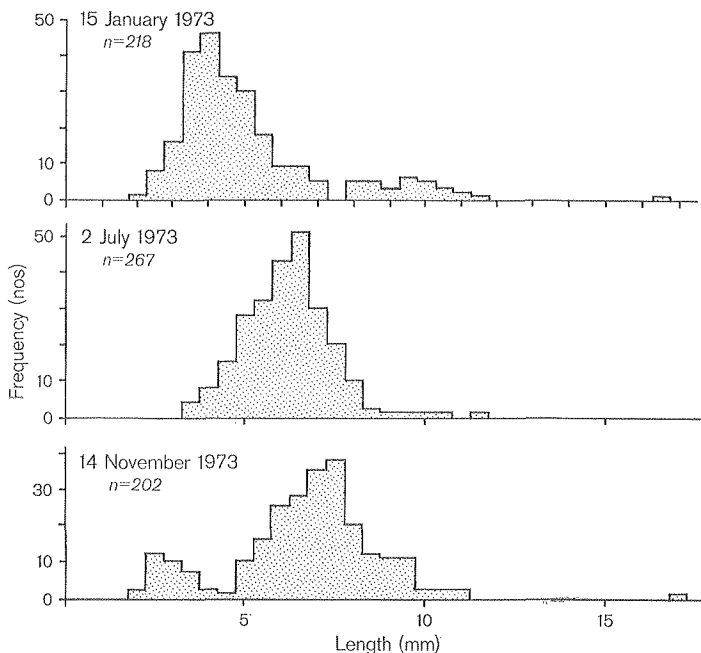 50
15 January 1973
n=218
10
0
50
2 July 1973
n=267
10
0
Frequency (nos)
14 November 1973
n=202
30
10
0
5
10
15
Length (mm)